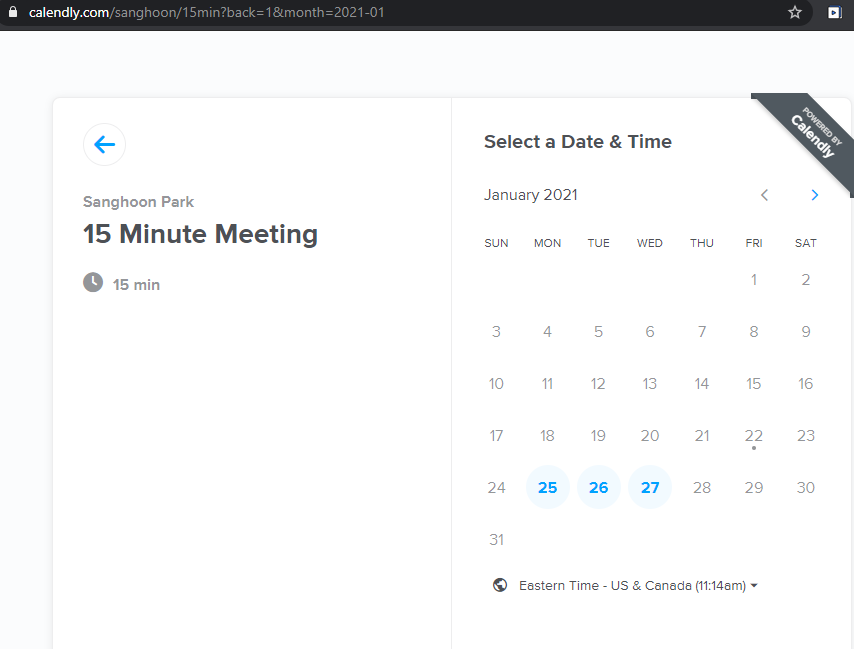 calendly.com/sanghoon/15min?back=1&month=2021-01
POWERED BY
Calendly
Sanghoon Park
15 Minute Meeting
15 min
Select a Date & Time
January 2021
SUN MON TUE WED THU FRI SAT
1 2
3 4 5 6 7 8 9
10 11 12 13 14 15 16
17 18 19 20 21 22 23
24 25 26 27 28 29 30
31
Eastern Time - US & Canada (11:14am)